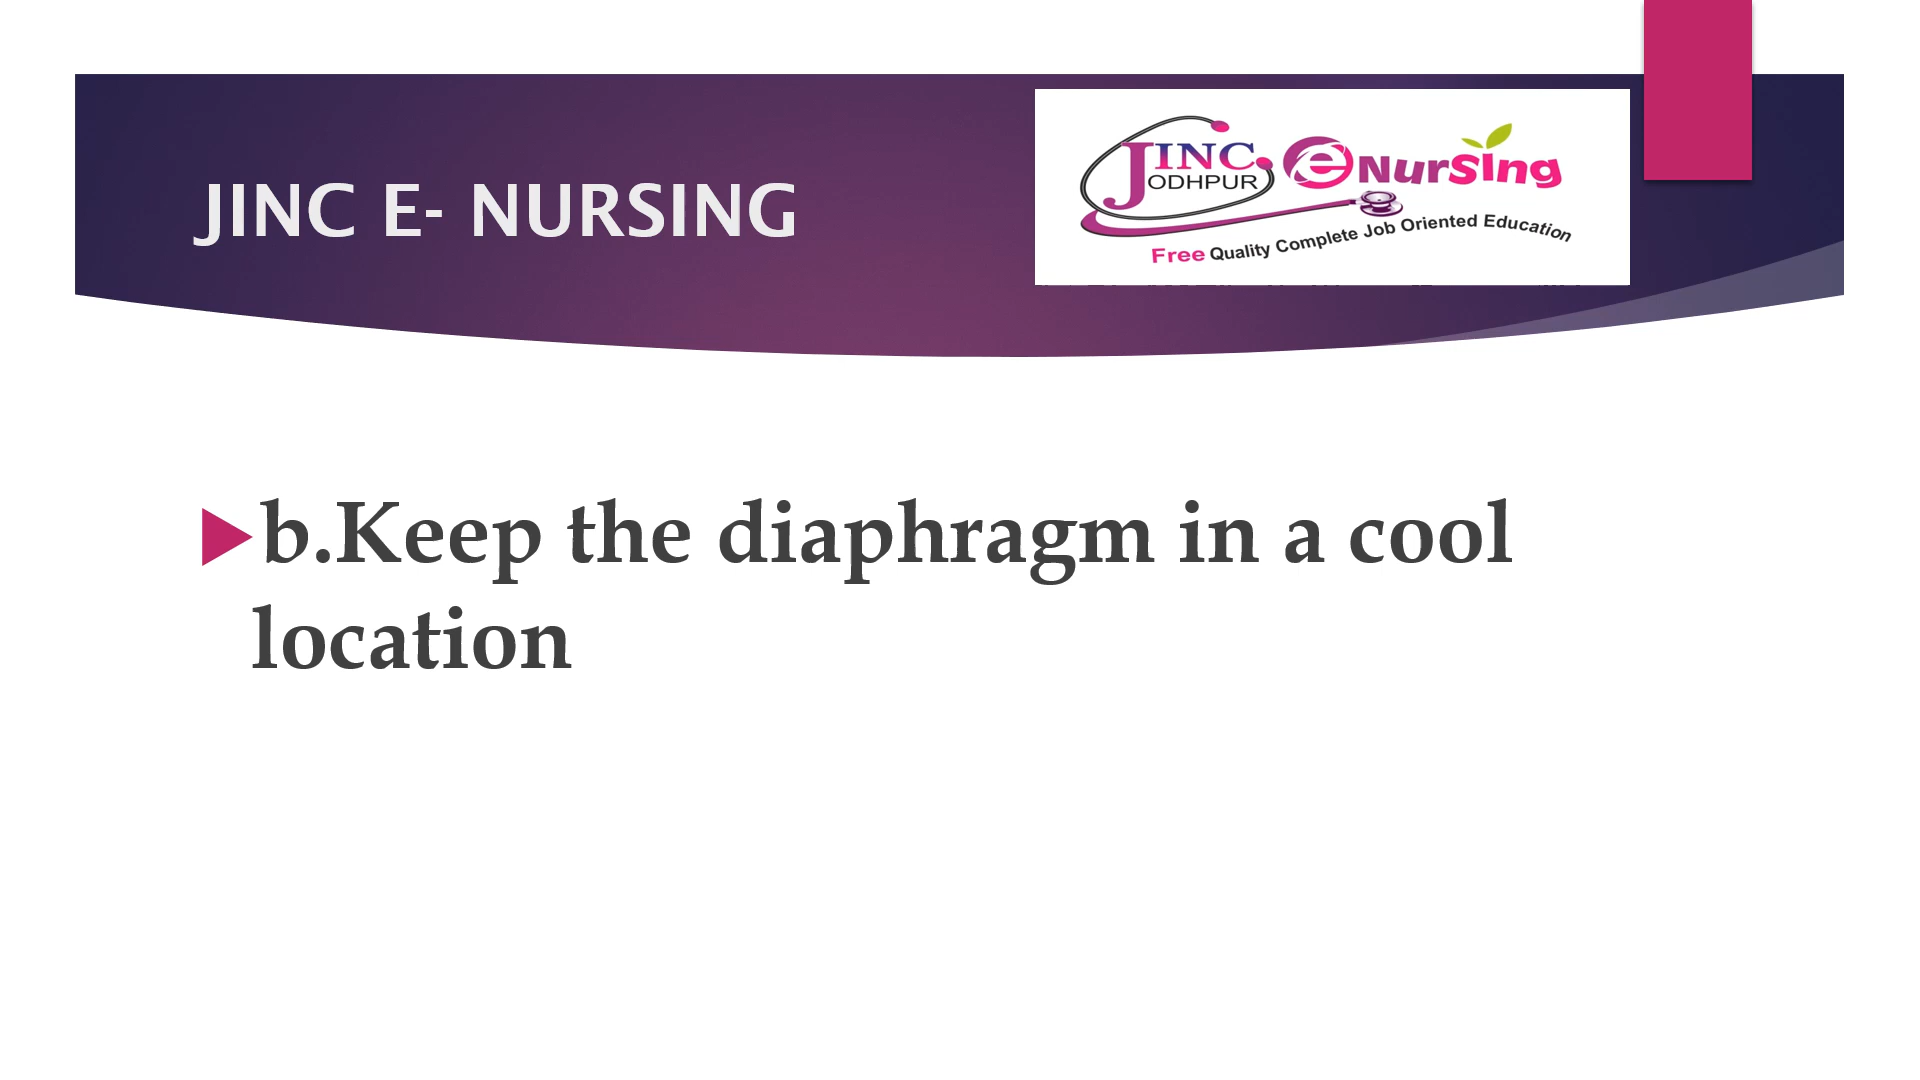 JINC E- NURSING
JINC
ODHPUR
eNursing
Free Quality Complete Job Oriented Education
b.Keep the diaphragm in a cool
location